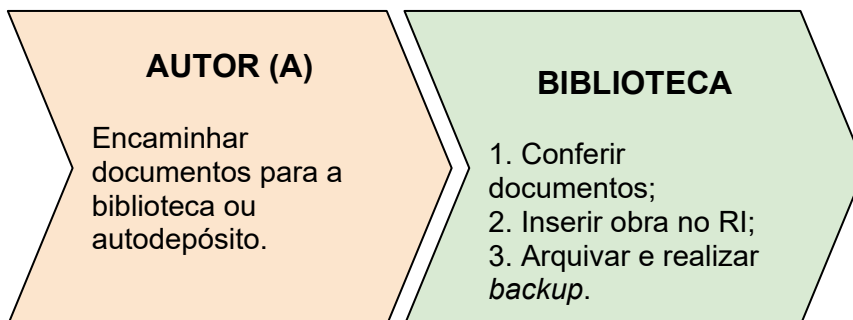 AUTOR (A)
Encaminhar
documentos para a
biblioteca ou
autodepósito.
BIBLIOTECA
1. Conferir
documentos;
2. Inserir obra no RI;
3. Arquivar e realizar
backup.